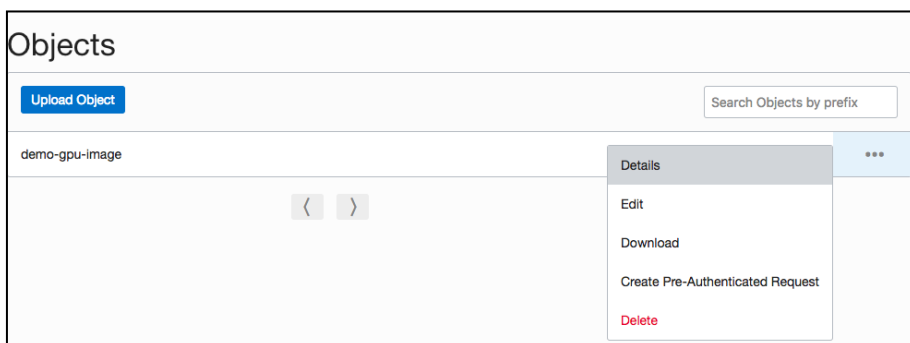 Objects
Upload Object
Search Objects by prefix
demo-gpu-image
Details
Edit
Download
Create Pre-Authenticated Request
Delete